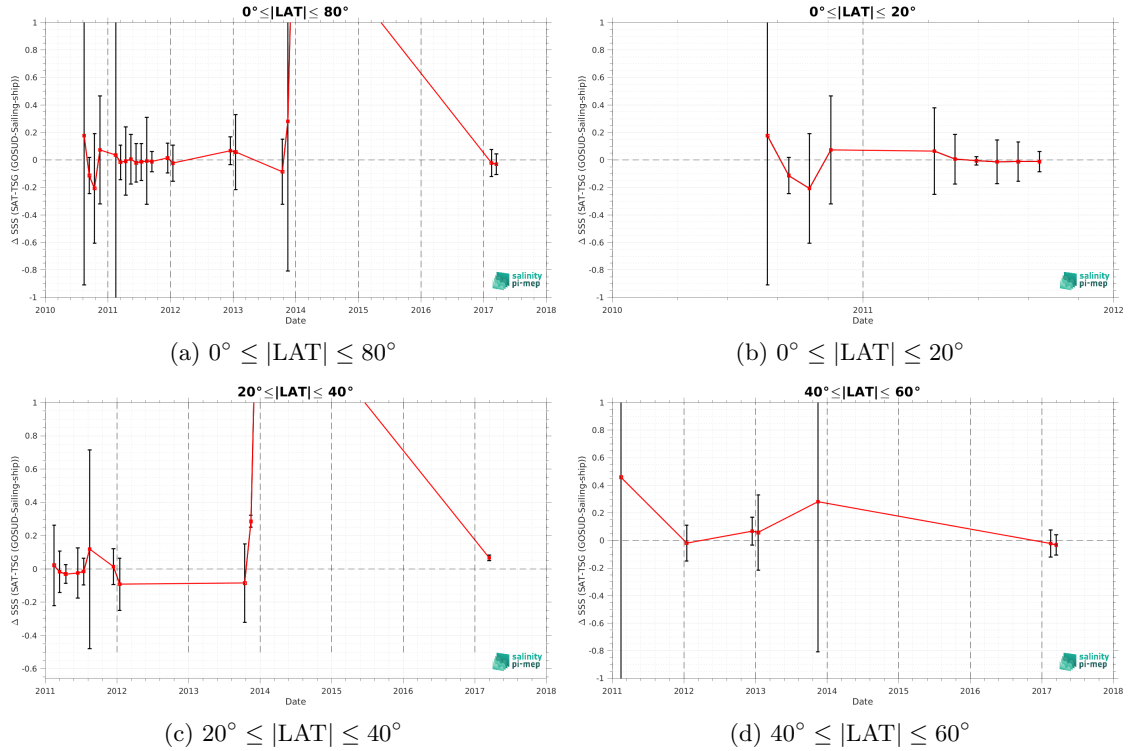 0°≤|LAT|≤ 80°
Δ SSS (SAT-TSG (GOSUD-Sailing-ship))
1
0.8
0.6
0.4
0.2
0
-0.2
-0.4
-0.6
-0.8
-1
salinity
pi-mep
2010 2011 2012 2013 2014 2015 2016 2017 2018
Date
(a) 0° ≤ |LAT| ≤ 80°
0°≤|LAT|≤ 20°
Δ SSS (SAT-TSG (GOSUD-Sailing-ship))
1
0.8
0.6
0.4
0.2
0
-0.2
-0.4
-0.6
-0.8
-1
salinity
pi-mep
2010 2011 2012
Date
(b) 0° ≤ |LAT| ≤ 20°
20°≤|LAT|≤ 40°
Δ SSS (SAT-TSG (GOSUD-Sailing-ship))
1
0.8
0.6
0.4
0.2
0
-0.2
-0.4
-0.6
salinity
pi-mep
2011 2012 2013 2014 2015 2016 2017 2018
Date
(c) 20° ≤ |LAT| ≤ 40°
40°≤|LAT|≤ 60°
Δ SSS (SAT-TSG (GOSUD-Sailing-ship))
1
0.8
0.6
0.4
0.2
0
-0.2
-0.4
-0.6
-0.8
-1
salinity
pi-mep
2011 2012 2013 2014 2015 2016 2017 2018
Date
(d) 40° ≤ |LAT| ≤ 60°